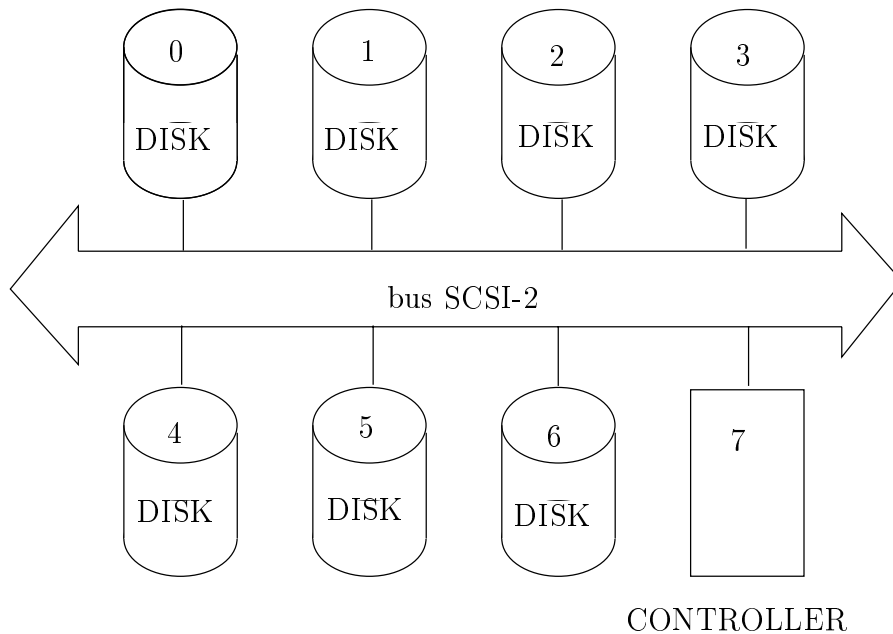 0 1 2 3
DISK DISK DISK DISK
bus SCSI-2
4 5 6 7
DISK DISK DISK
CONTROLLER